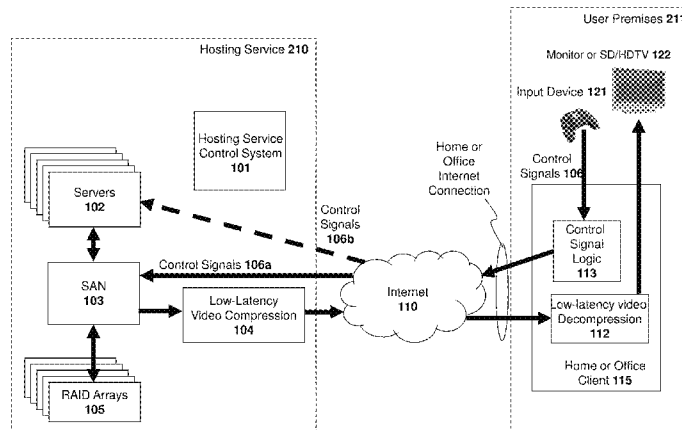 User Premises 211
Hosting Service 210
Monitor or SD/HDTV 122
Input Device 121
Hosting Service
Control System
101
Home or
Office
Internet
Connection
Control
Signals 106
Servers
102
Control
Signals
106b
Control
Signal
Logic
113
Control Signals 106a
SAN
103
Internet
110
Low-Latency
Video Compression
104
Low-latency video
Decompression
112
Home or Office
Client 115
RAID Arrays
105